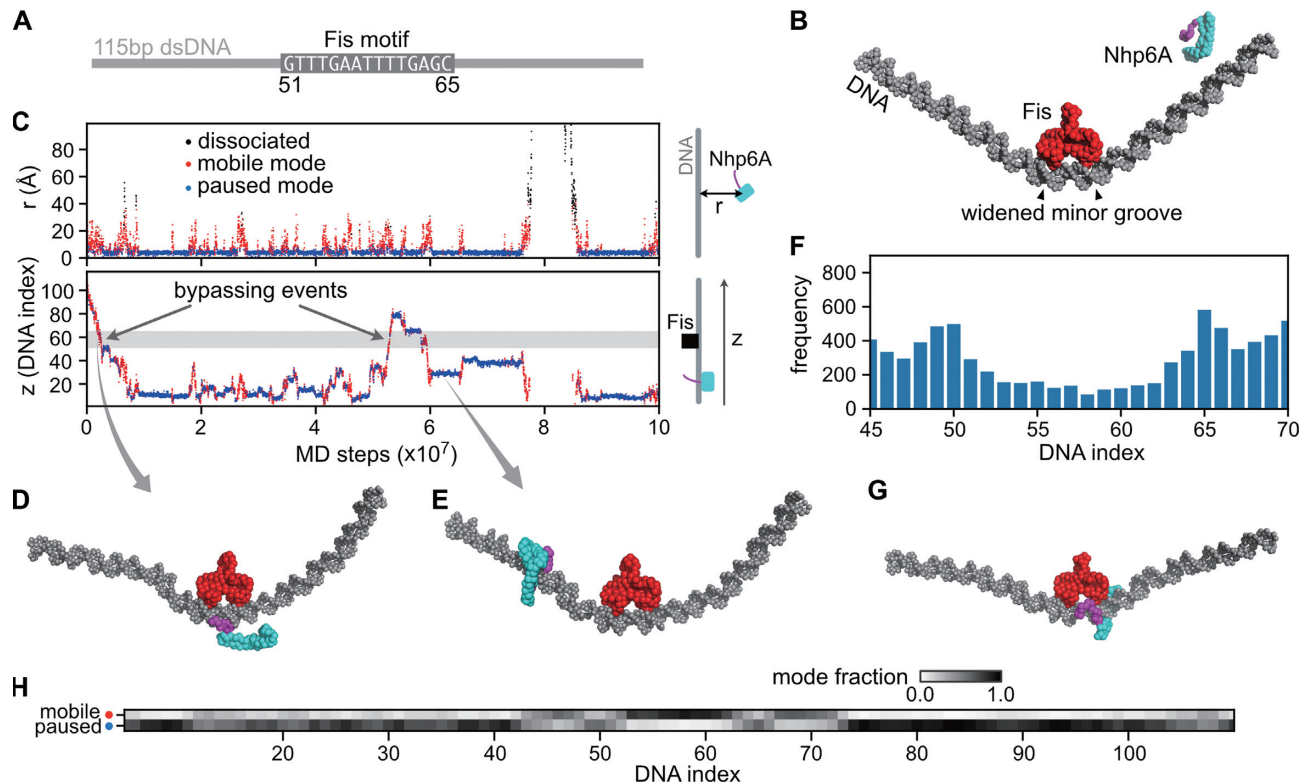 A
115bp dsDNA
Fis motif
GTTTGAATTTTGAGC
51 65
B
Nhp6A
DNA
Fis
widened minor groove
C
r (Å)
80
60
40
20
0
dissociated
mobile mode
paused mode
DNA
Nhp6A
r
z (DNA index)
100
80
60
40
20
bypassing events
Fis
z
0 2 4 6 8 10
MD steps (x10⁷)
F
frequency
800
600
400
200
0
45 50 55 60 65 70
DNA index
D
E
G
H
mode fraction
0.0 1.0
mobile
paused
20 30 40 50 60 70 80 90 100
DNA index